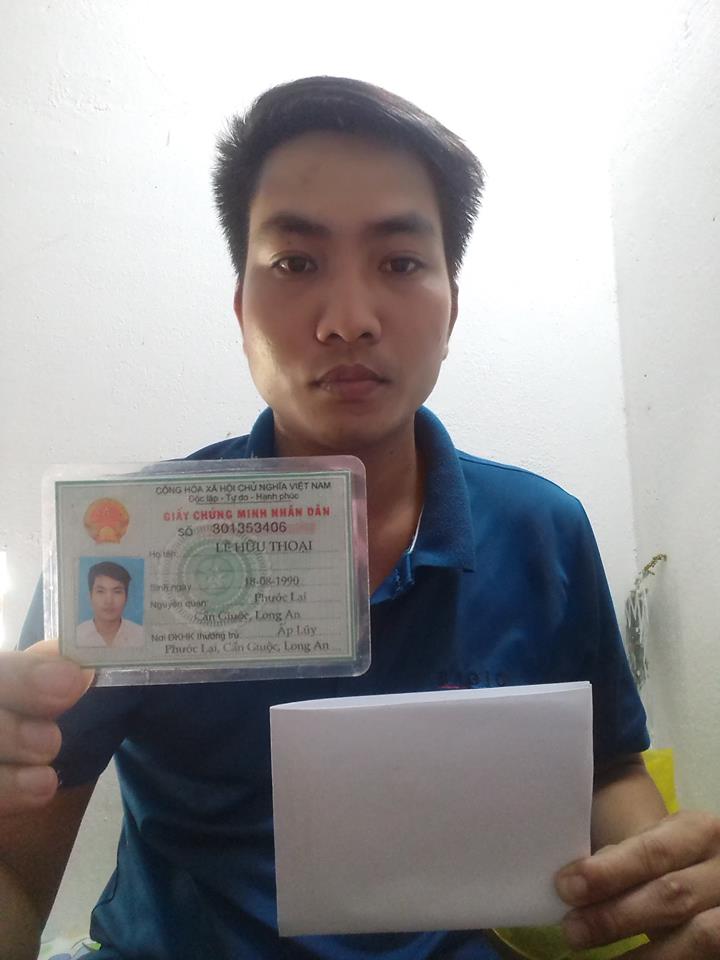 CỘNG HÒA XÃ HỘI CHỦ NGHĨA VIỆT NAM
Độc lập - Tự do - Hạnh phúc
GIẤY CHỨNG MINH NHÂN DÂN
SỐ 301353406
Họ tên: LÊ HỮU THOẠI
Sinh ngày 18-08-1990
Nguyên quán Phước Lại
Cần Giuộc, Long An
Nơi ĐKHK thường trú Ấp Lũy
Phước Lại, Cần Giuộc, Long An